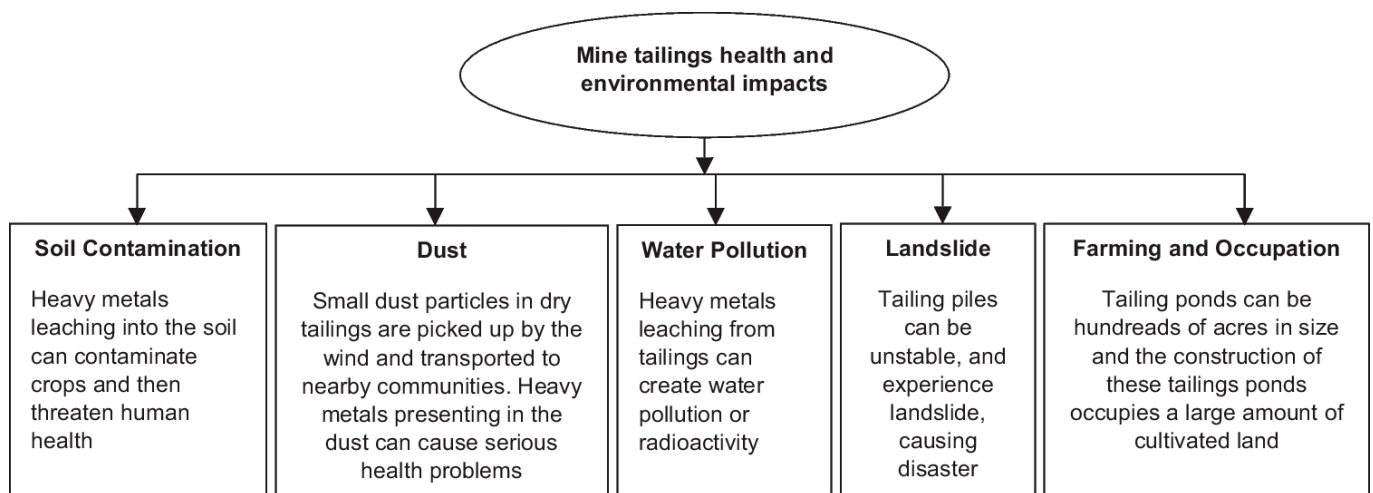 Mine tailings health and
environmental impacts
Soil Contamination
Heavy metals
leaching into the soil
can contaminate
crops and then
threaten human
health
Dust
Small dust particles in dry
tailings are picked up by the
wind and transported to
nearby communities. Heavy
metals presenting in the
dust can cause serious
health problems
Water Pollution
Heavy metals
leaching from
tailings can
create water
pollution or
radioactivity
Landslide
Tailing piles
can be
unstable, and
experience
landslide,
causing
disaster
Farming and Occupation
Tailing ponds can be
hundreads of acres in size
and the construction of
these tailings ponds
occupies a large amount of
cultivated land